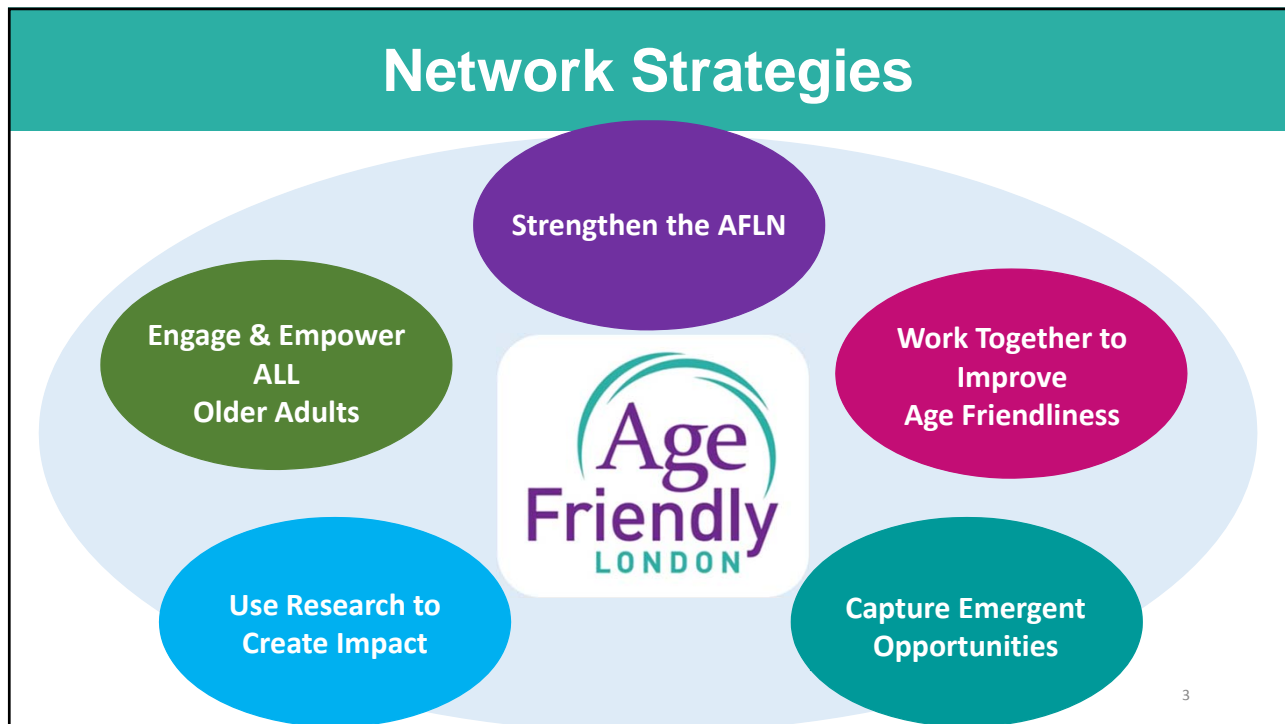 Network Strategies
Strengthen the AFLN
Engage & Empower
ALL
Older Adults
Work Together to
Improve
Age Friendliness
Age
Friendly
LONDON
Use Research to
Create Impact
Capture Emergent
Opportunities
3